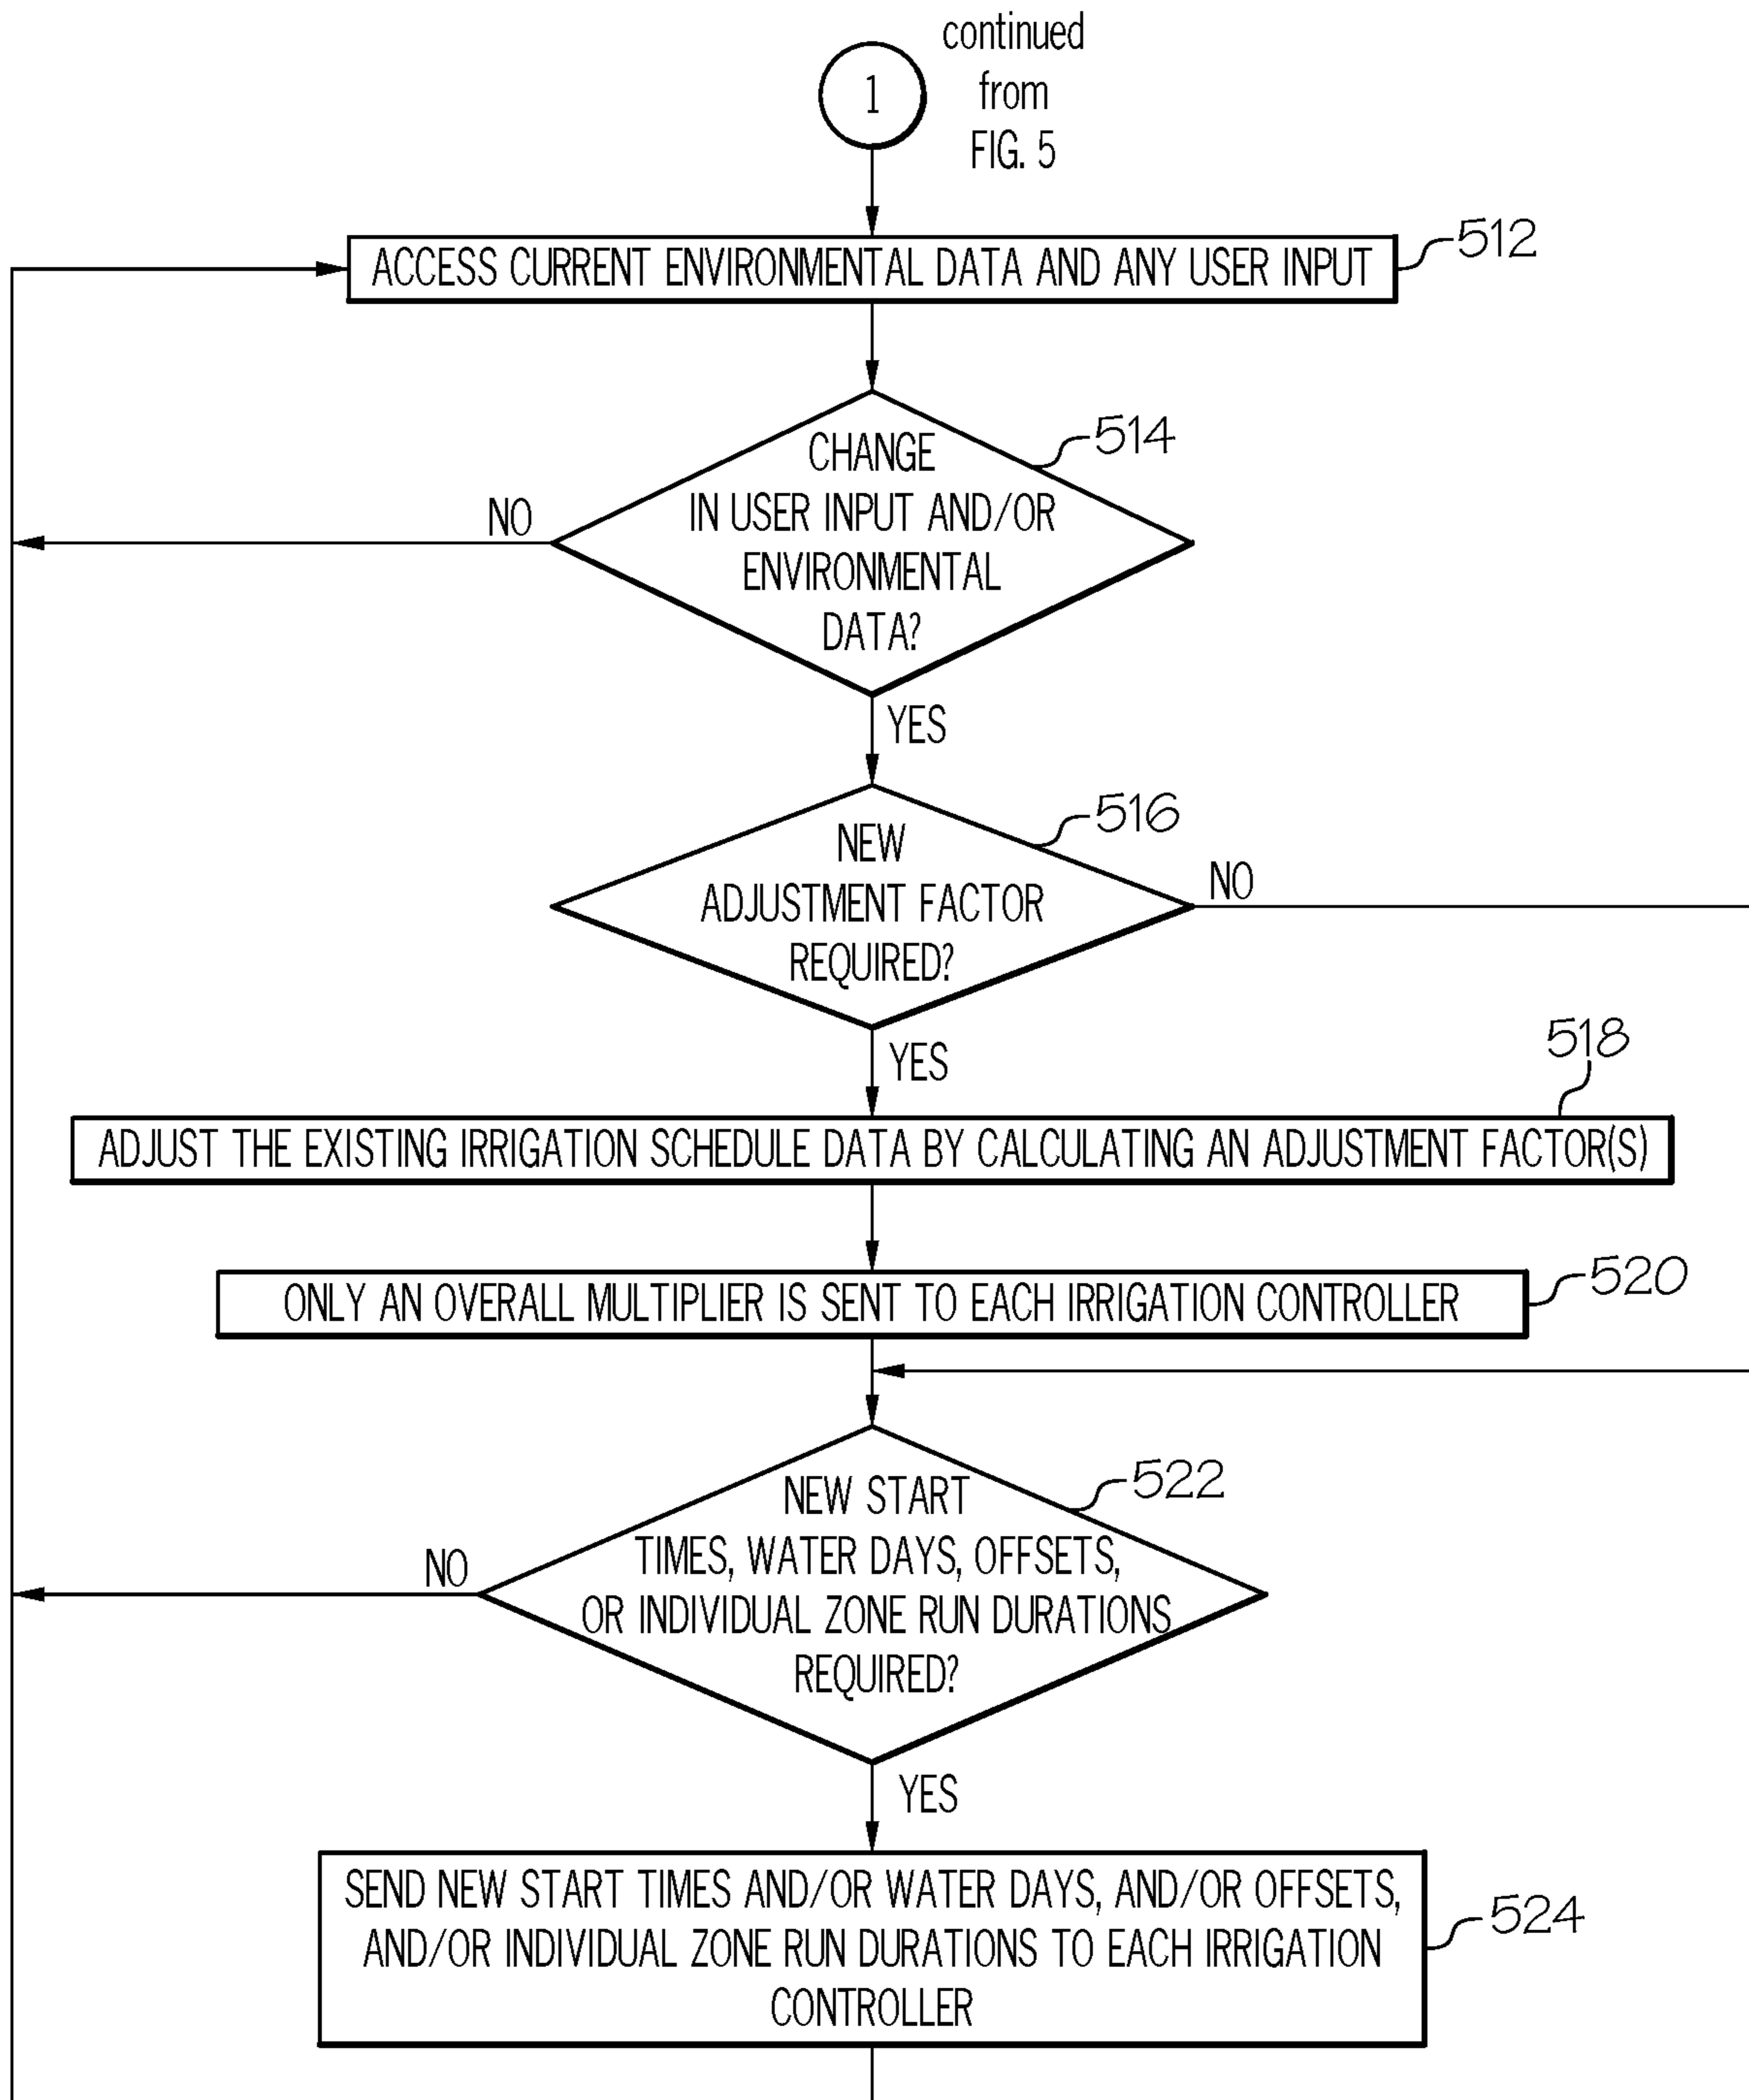 continued
from
FIG. 5
1
ACCESS CURRENT ENVIRONMENTAL DATA AND ANY USER INPUT
512
CHANGE
IN USER INPUT AND/OR
ENVIRONMENTAL
DATA?
514
NO
YES
NEW
ADJUSTMENT FACTOR
REQUIRED?
516
NO
YES
518
ADJUST THE EXISTING IRRIGATION SCHEDULE DATA BY CALCULATING AN ADJUSTMENT FACTOR(S)
ONLY AN OVERALL MULTIPLIER IS SENT TO EACH IRRIGATION CONTROLLER
520
NEW START
TIMES, WATER DAYS, OFFSETS,
OR INDIVIDUAL ZONE RUN DURATIONS
REQUIRED?
522
NO
YES
SEND NEW START TIMES AND/OR WATER DAYS, AND/OR OFFSETS,
AND/OR INDIVIDUAL ZONE RUN DURATIONS TO EACH IRRIGATION
CONTROLLER
524